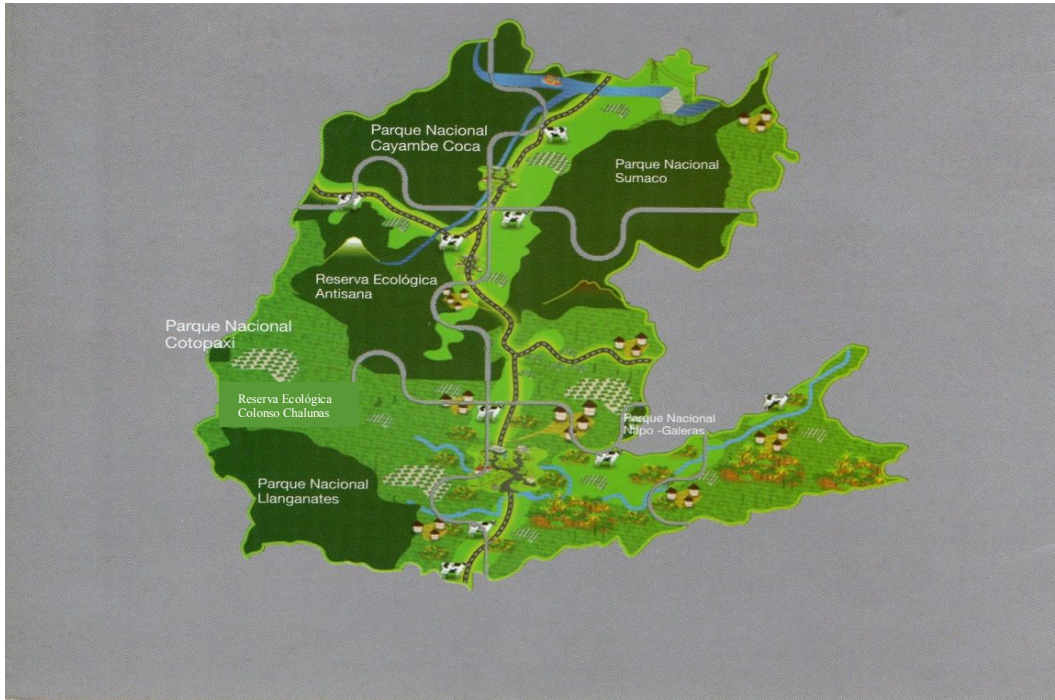 Parque Nacional
Cayambe Coca
Parque Nacional
Sumaco
Reserva Ecológica
Antisana
Parque Nacional
Cotopaxi
Reserva Ecológica
Colonso Chalunas
Parque Nacional
Napo -Galeras
Parque Nacional
Llanganates